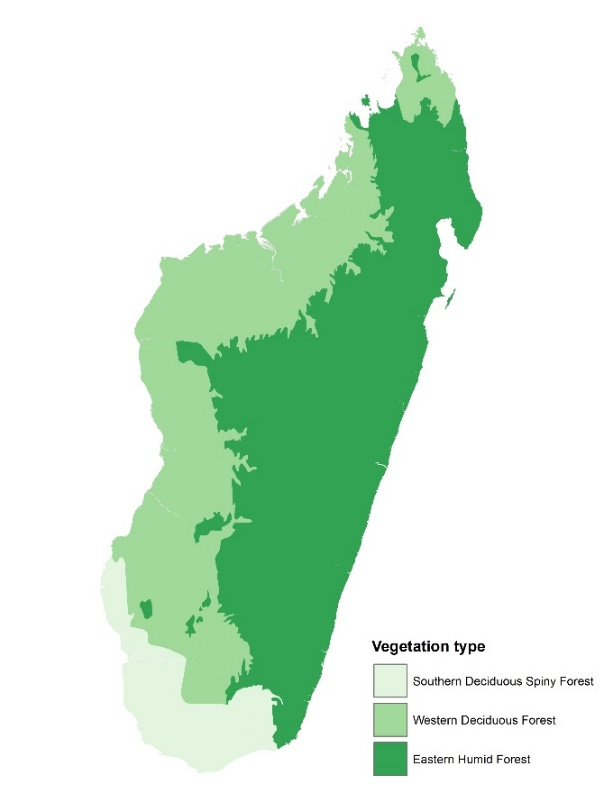 Vegetation type
Southern Deciduous Spiny Forest
Western Deciduous Forest
Eastern Humid Forest